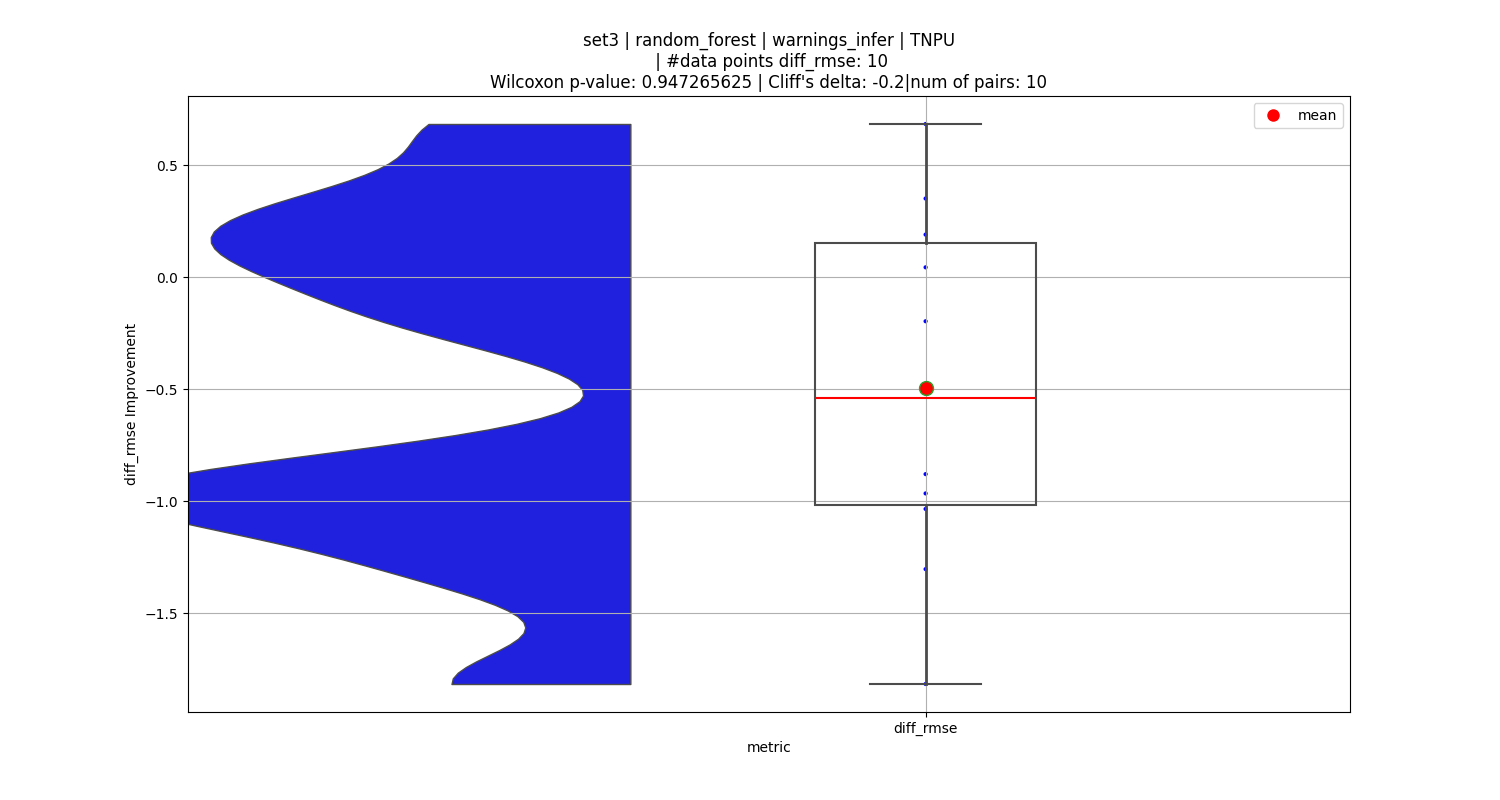 set3 | random_forest | warnings_infer | TNPU
| #data points diff_rmse: 10
Wilcoxon p-value: 0.947265625 | Cliff's delta: -0.2|num of pairs: 10
mean
0.5
0.0
−0.5
−1.0
−1.5
diff_rmse Improvement
diff_rmse
metric